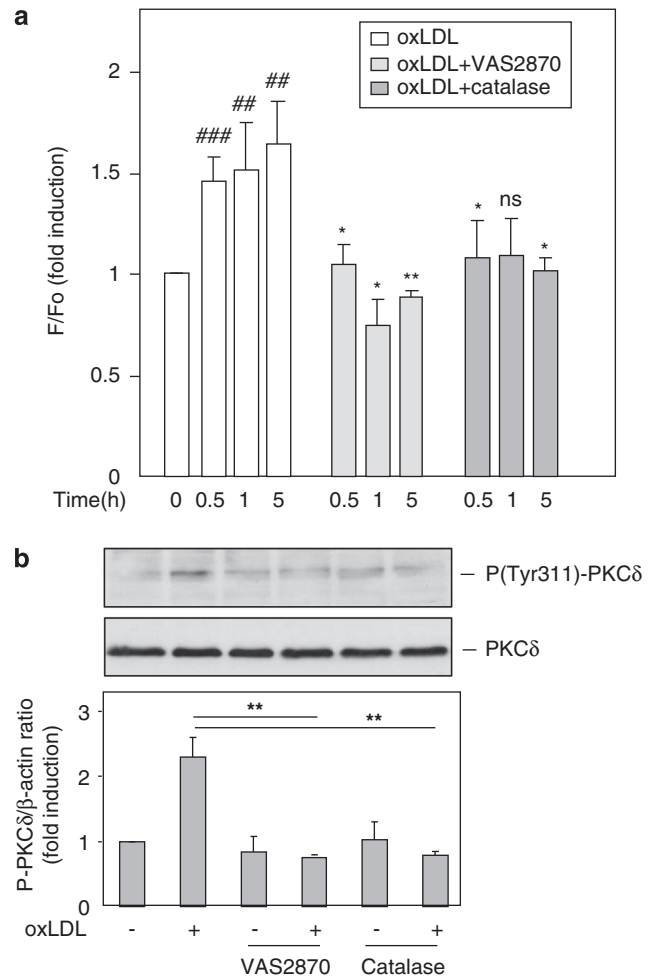 a
oxLDL
oxLDL+VAS2870
oxLDL+catalase
2
1.5
1
0.5
0
F/Fo (fold induction)
###
##
##
*
*
**
*
ns
*
Time(h) 0 0.5 1 5 0.5 1 5 0.5 1 5
b
P(Tyr311)-PKCδ
PKCδ
P-PKCδ/β-actin ratio
(fold induction)
3
2
1
0
**
**
oxLDL - + - + - +
VAS2870 Catalase